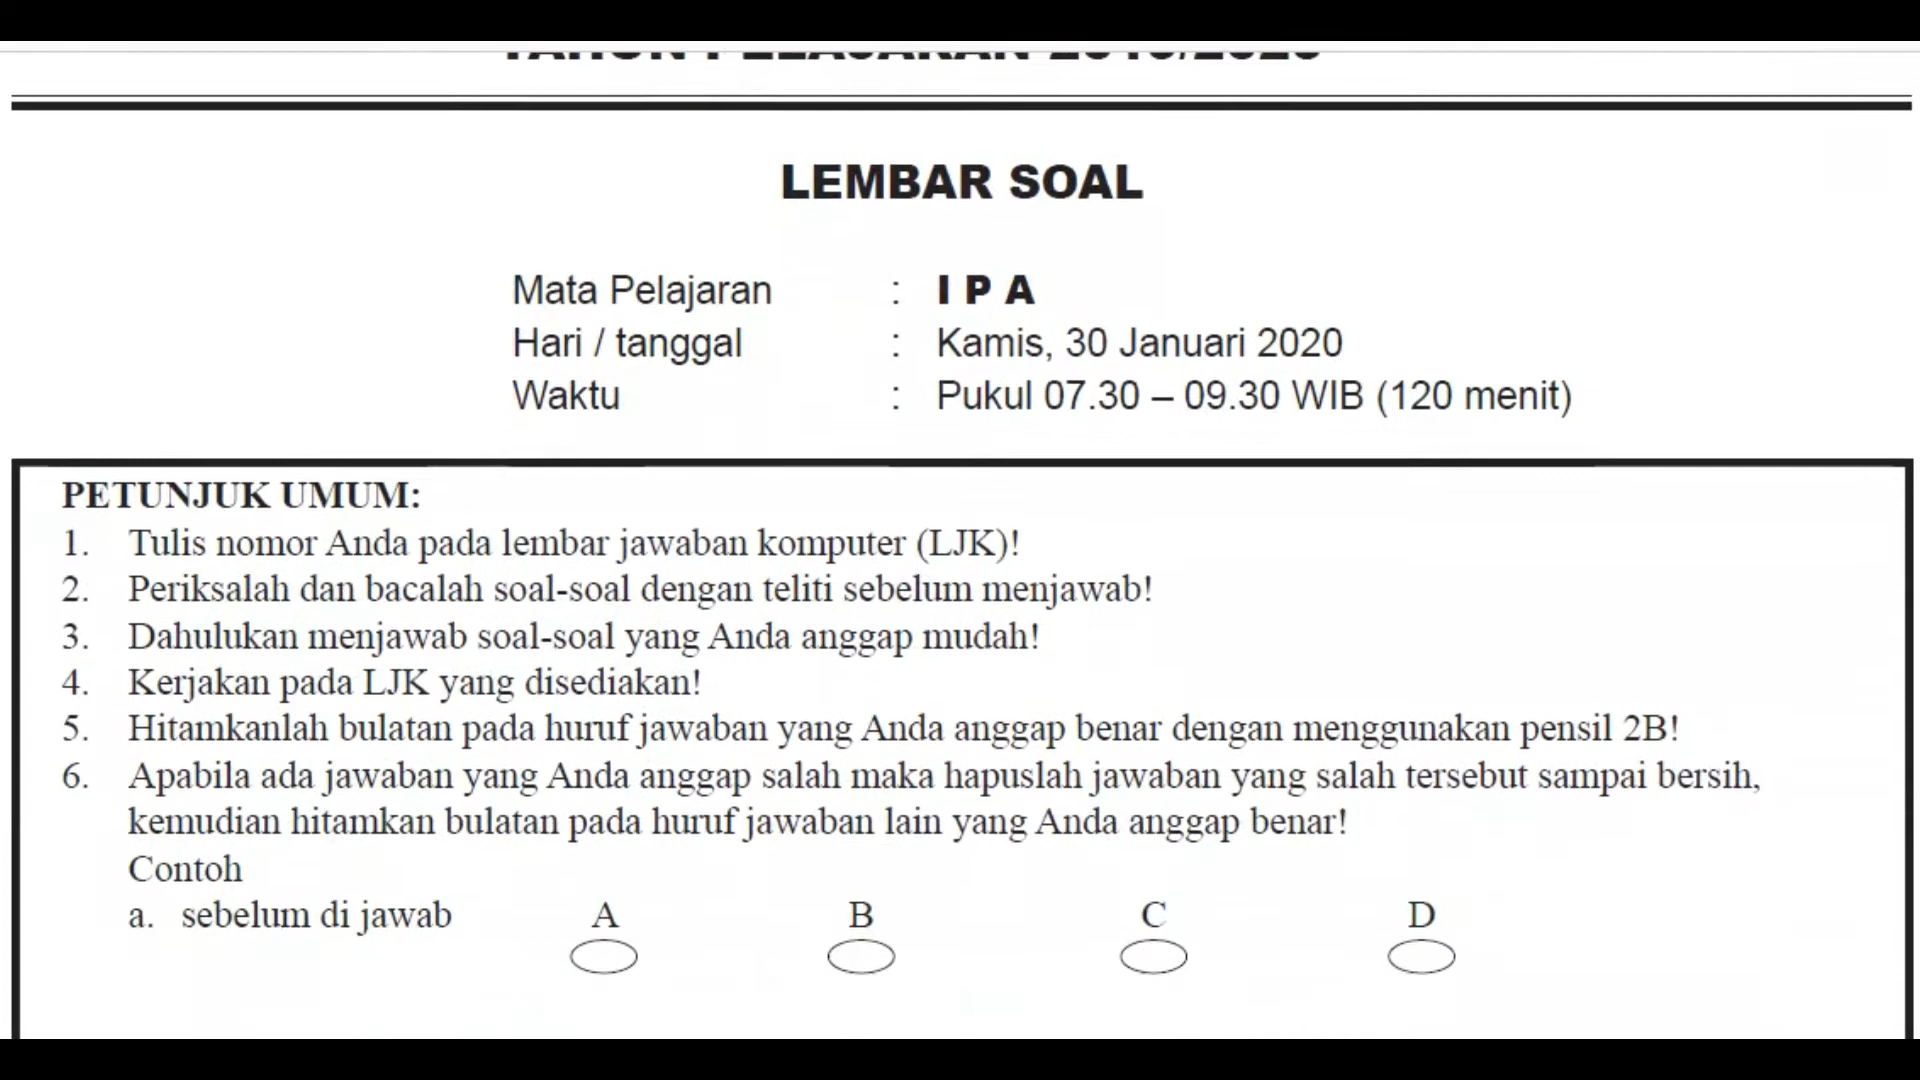 TAHUN PELAJARAN 2019/2020
LEMBAR SOAL
Mata Pelajaran : I P A
Hari / tanggal : Kamis, 30 Januari 2020
Waktu : Pukul 07.30 – 09.30 WIB (120 menit)
PETUNJUK UMUM:
1. Tulis nomor Anda pada lembar jawaban komputer (LJK)!
2. Periksalah dan bacalah soal-soal dengan teliti sebelum menjawab!
3. Dahulukan menjawab soal-soal yang Anda anggap mudah!
4. Kerjakan pada LJK yang disediakan!
5. Hitamkanlah bulatan pada huruf jawaban yang Anda anggap benar dengan menggunakan pensil 2B!
6. Apabila ada jawaban yang Anda anggap salah maka hapuslah jawaban yang salah tersebut sampai bersih,
kemudian hitamkan bulatan pada huruf jawaban lain yang Anda anggap benar!
Contoh
a. sebelum di jawab A B C D